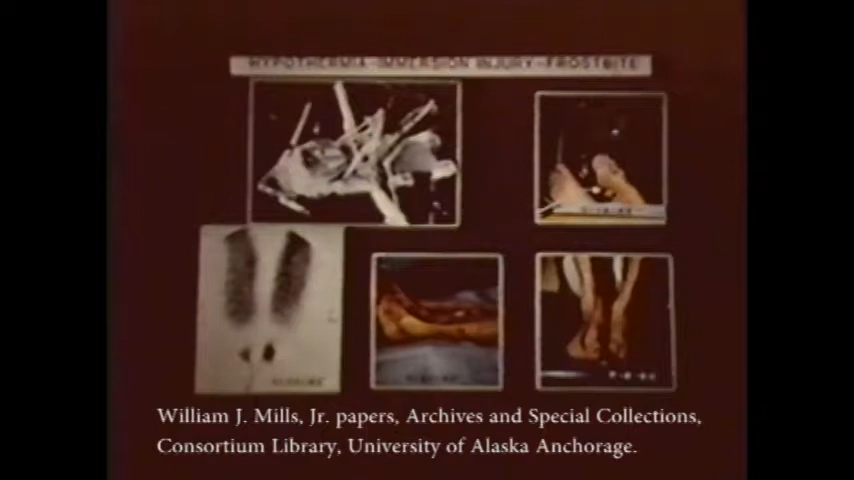 HYPOTHERMIA-IMMERSION INJURY-FROSTBITE
William J. Mills, Jr. papers, Archives and Special Collections,
Consortium Library, University of Alaska Anchorage.